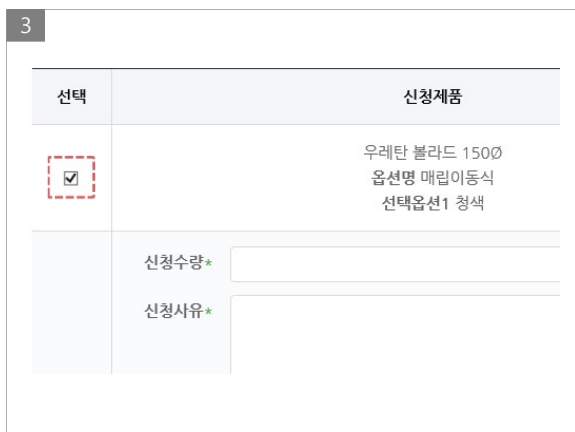 3
선택 신청제품
우레탄 볼라드 150Ø
옵션명 매립이동식
선택옵션1 청색
신청수량*
신청사유*